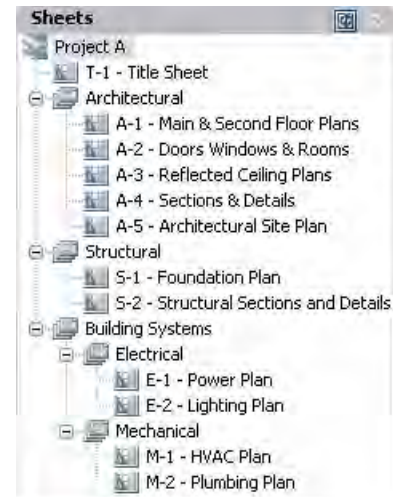 Sheets
Project A
T-1 - Title Sheet
Architectural
A-1 - Main & Second Floor Plans
A-2 - Doors Windows & Rooms
A-3 - Reflected Ceiling Plans
A-4 - Sections & Details
A-5 - Architectural Site Plan
Structural
S-1 - Foundation Plan
S-2 - Structural Sections and Details
Building Systems
Electrical
E-1 - Power Plan
E-2 - Lighting Plan
Mechanical
M-1 - HVAC Plan
M-2 - Plumbing Plan